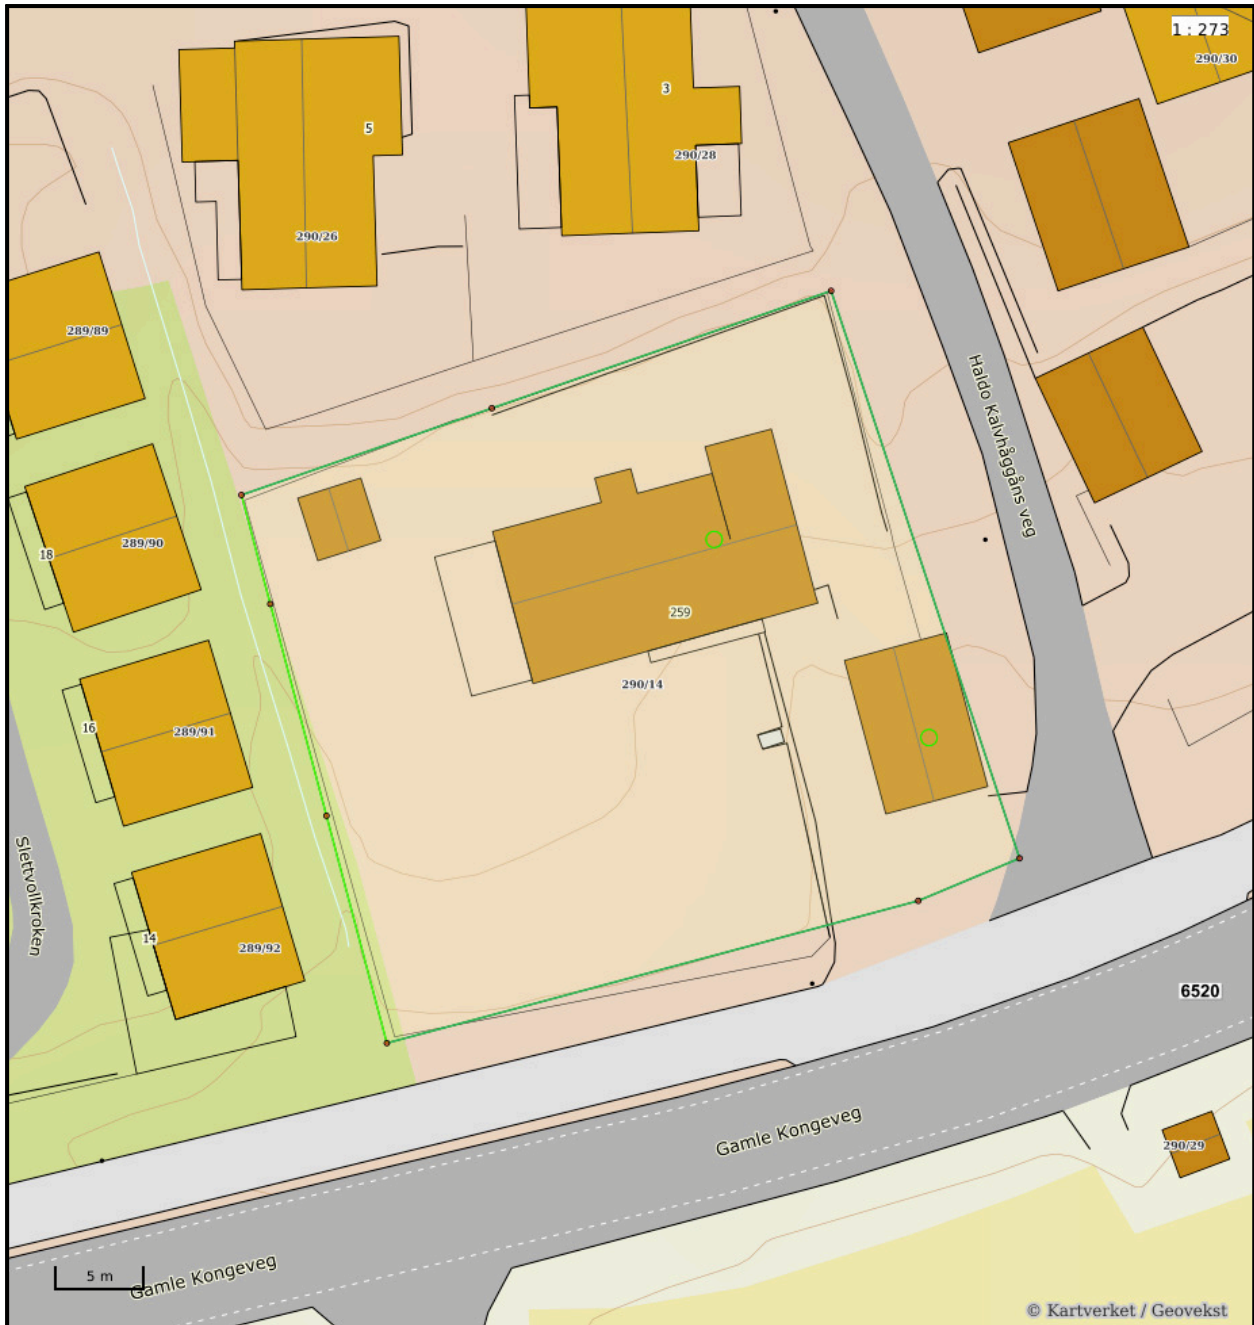 1 : 273
290/30
3
5
290/28
290/26
289/89
Haldo Kalvhåggåns veg
18
289/90
259
290/14
16
289/91
Slettvollkroken
14
289/92
6520
Gamle Kongeveg
290/29
5 m
Gamle Kongeveg
© Kartverket / Geovekst